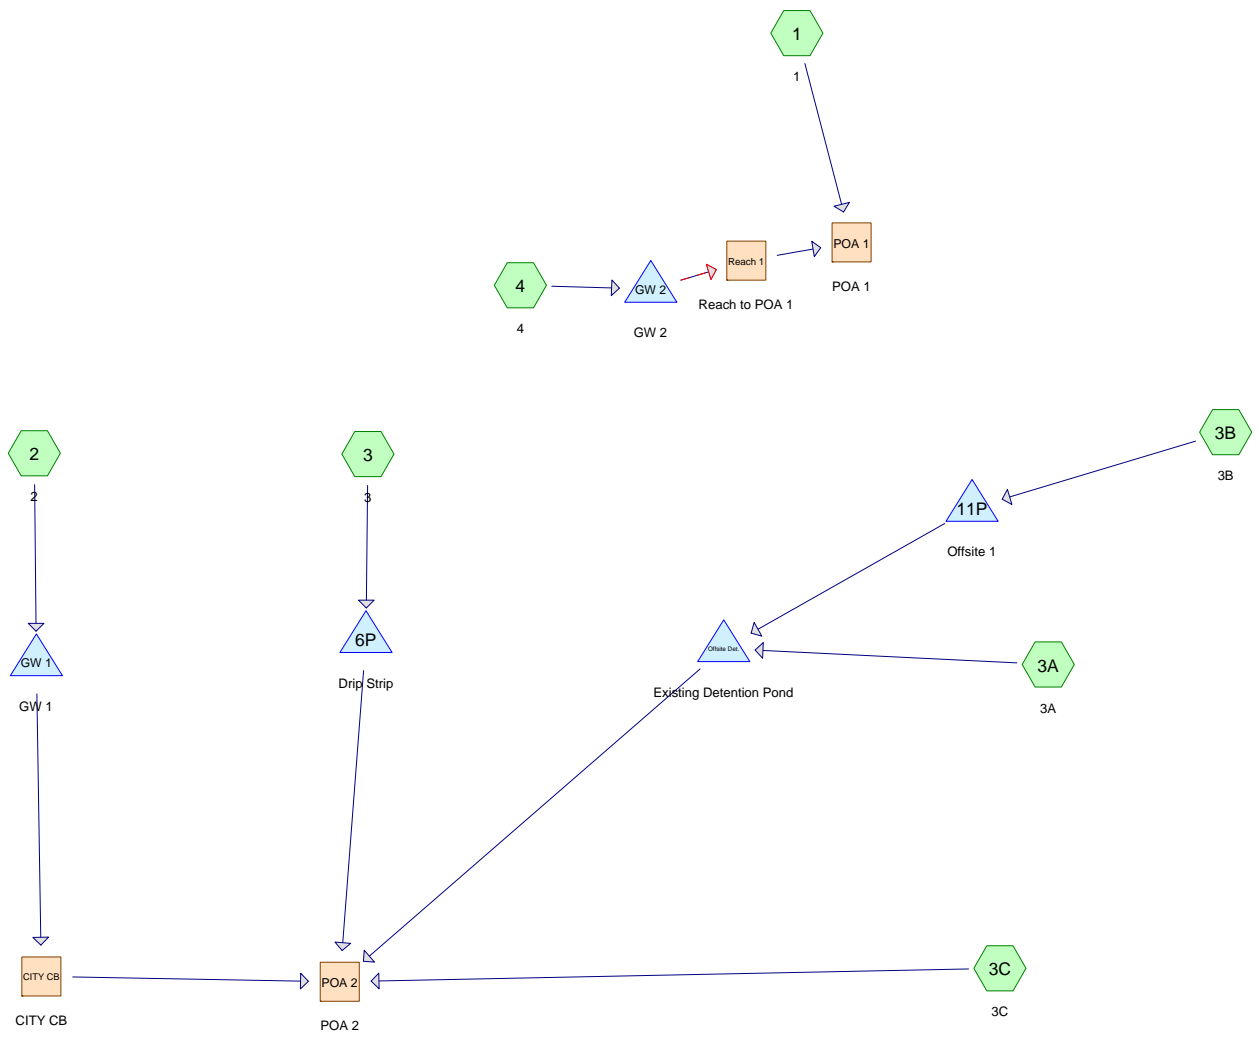 1
1
POA 1
POA 1
Reach 1
Reach to POA 1
4
4
GW 2
GW 2
2
2
3
3
3B
3B
11P
Offsite 1
GW 1
GW 1
6P
Drip Strip
Offsite Det.
Existing Detention Pond
3A
3A
CITY CB
CITY CB
POA 2
POA 2
3C
3C